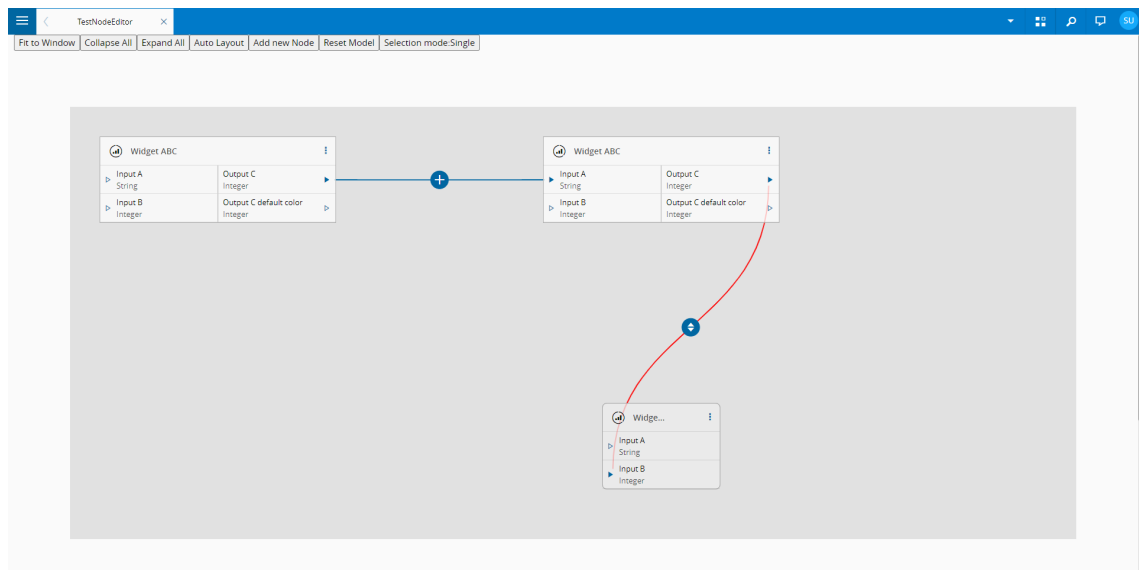 TestNodeEditor
SU
Fit to Window Collapse All Expand All Auto Layout Add new Node Reset Model Selection mode:Single
Widget ABC
Input A
String
Output C
Integer
Input B
Integer
Output C default color
Integer
Widget ABC
Input A
String
Output C
Integer
Input B
Integer
Output C default color
Integer
Widge...
Input A
String
Input B
Integer